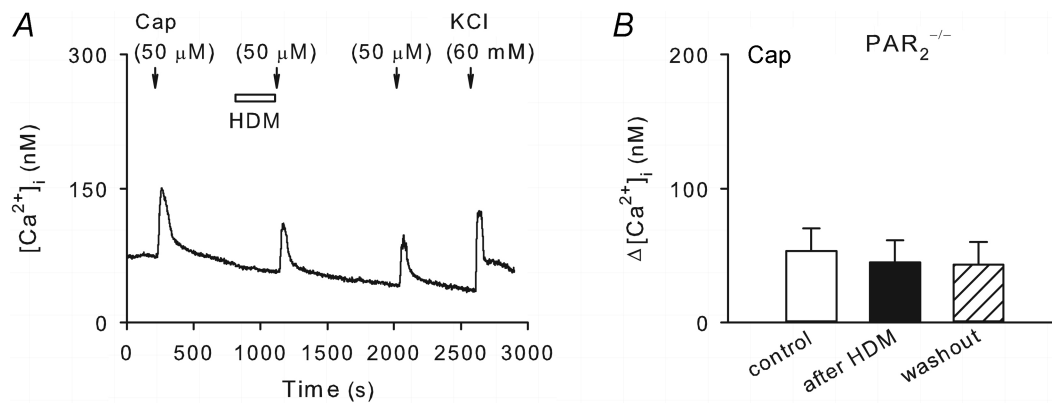 A
Cap
KCl
(50 μM)
(50 μM)
(50 μM)
(60 mM)
HDM
[Ca²⁺]ᵢ (nM)
300
150
0
0
500
1000
1500
2000
2500
3000
Time (s)
B
Cap
PAR₂⁻/⁻
Δ[Ca²⁺]ᵢ (nM)
200
100
0
control
after HDM
washout